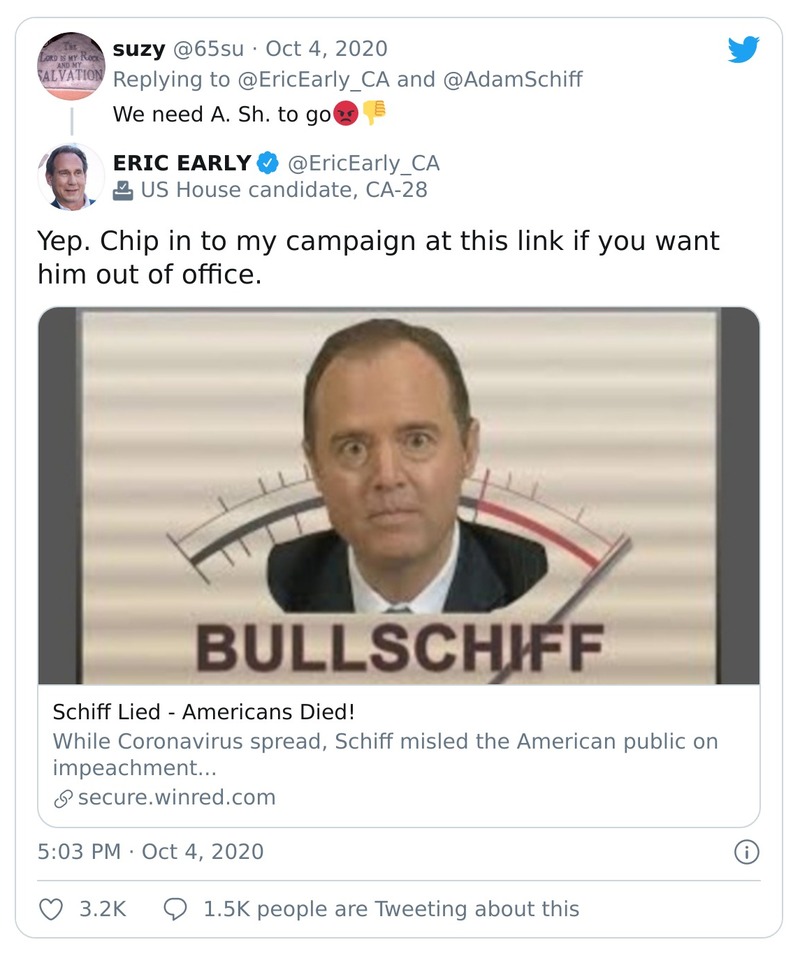 The
LORD IS MY ROCK
AND MY
SALVATION
suzy @65su · Oct 4, 2020
Replying to @EricEarly_CA and @AdamSchiff
We need A. Sh. to go😡👎
ERIC EARLY @EricEarly_CA
US House candidate, CA-28
Yep. Chip in to my campaign at this link if you want
him out of office.
BULLSCHIFF
Schiff Lied - Americans Died!
While Coronavirus spread, Schiff misled the American public on
impeachment...
secure.winred.com
5:03 PM · Oct 4, 2020
3.2K 1.5K people are Tweeting about this